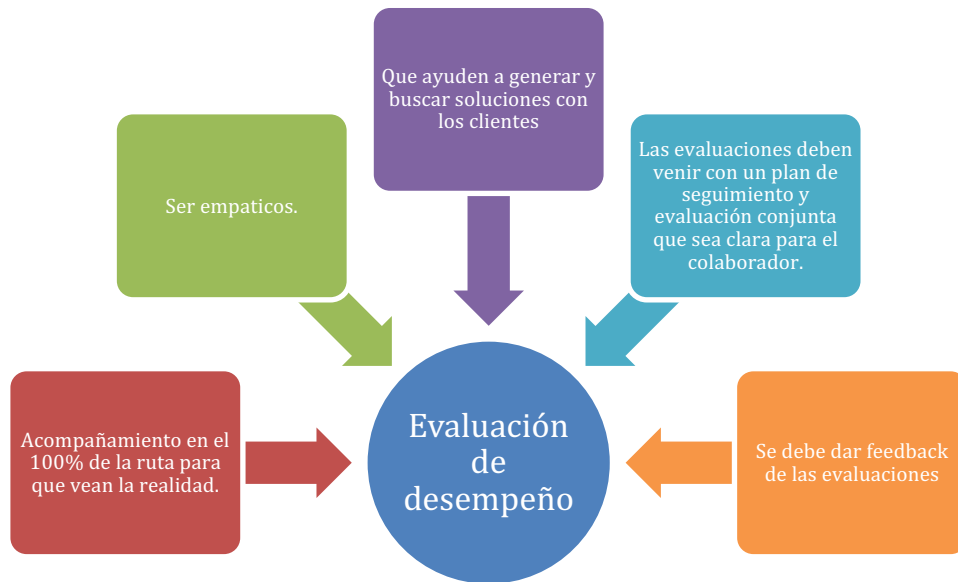 Que ayuden a generar y
buscar soluciones con
los clientes
Ser empaticos.
Las evaluaciones deben
venir con un plan de
seguimiento y
evaluación conjunta
que sea clara para el
colaborador.
Acompañamiento en el
100% de la ruta para
que vean la realidad.
Evaluación
de
desempeño
Se debe dar feedback
de las evaluaciones